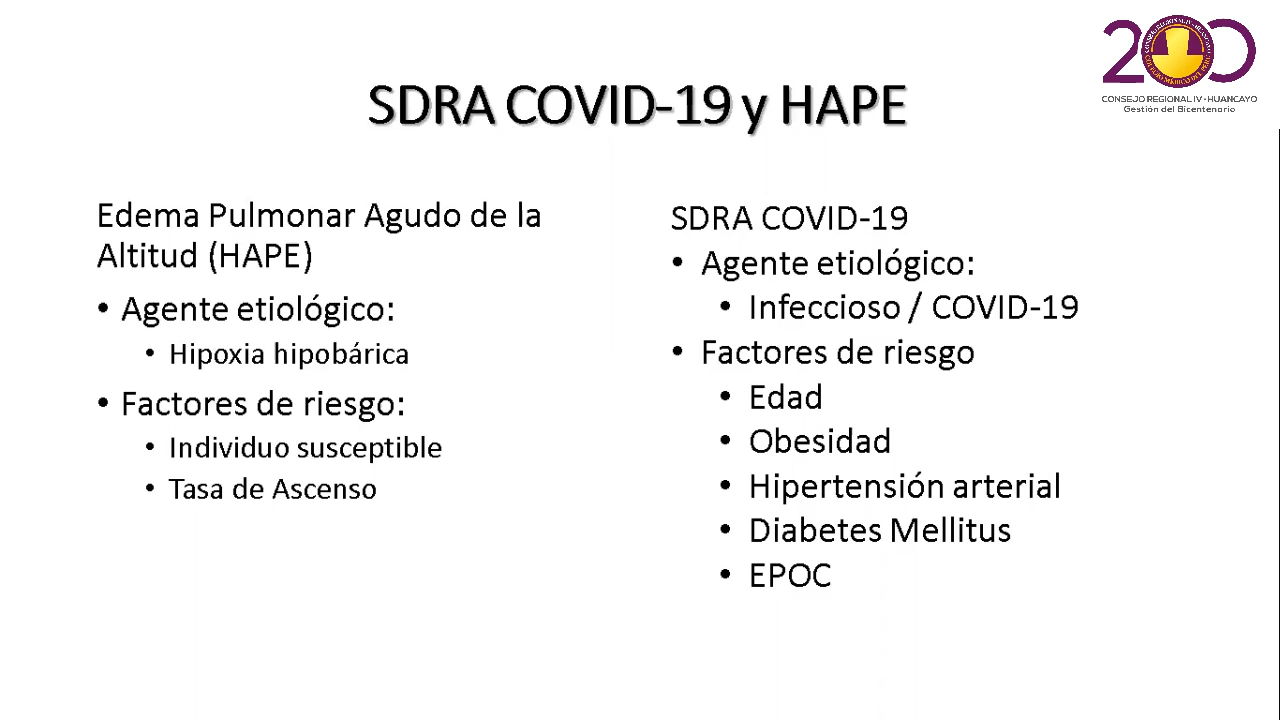 200
CONSEJO REGIONAL IV - HUANCAYO
Gestión del Bicentenario
SDRA COVID-19 y HAPE
Edema Pulmonar Agudo de la
Altitud (HAPE)
• Agente etiológico:
• Hipoxia hipobárica
• Factores de riesgo:
• Individuo susceptible
• Tasa de Ascenso
SDRA COVID-19
• Agente etiológico:
• Infeccioso / COVID-19
• Factores de riesgo
• Edad
• Obesidad
• Hipertensión arterial
• Diabetes Mellitus
• EPOC